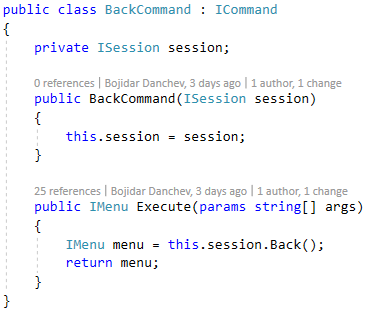 public class BackCommand : ICommand
{
    private ISession session;
    0 references | Bojidar Danchev, 3 days ago | 1 author, 1 change
    public BackCommand(ISession session)
    {
        this.session = session;
    }
    25 references | Bojidar Danchev, 3 days ago | 1 author, 1 change
    public IMenu Execute(params string[] args)
    {
        IMenu menu = this.session.Back();
        return menu;
    }
}